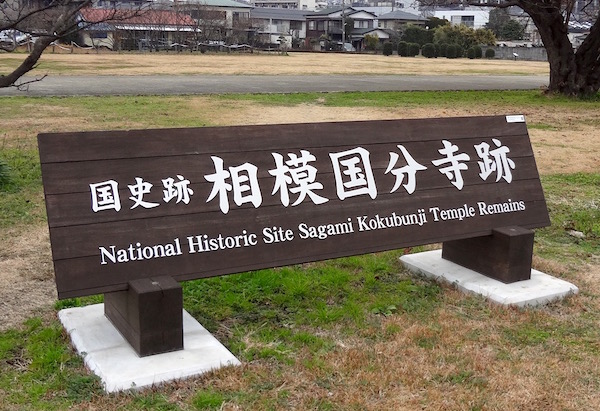 国史跡 相模国分寺跡
National Historic Site Sagami Kokubunji Temple Remains